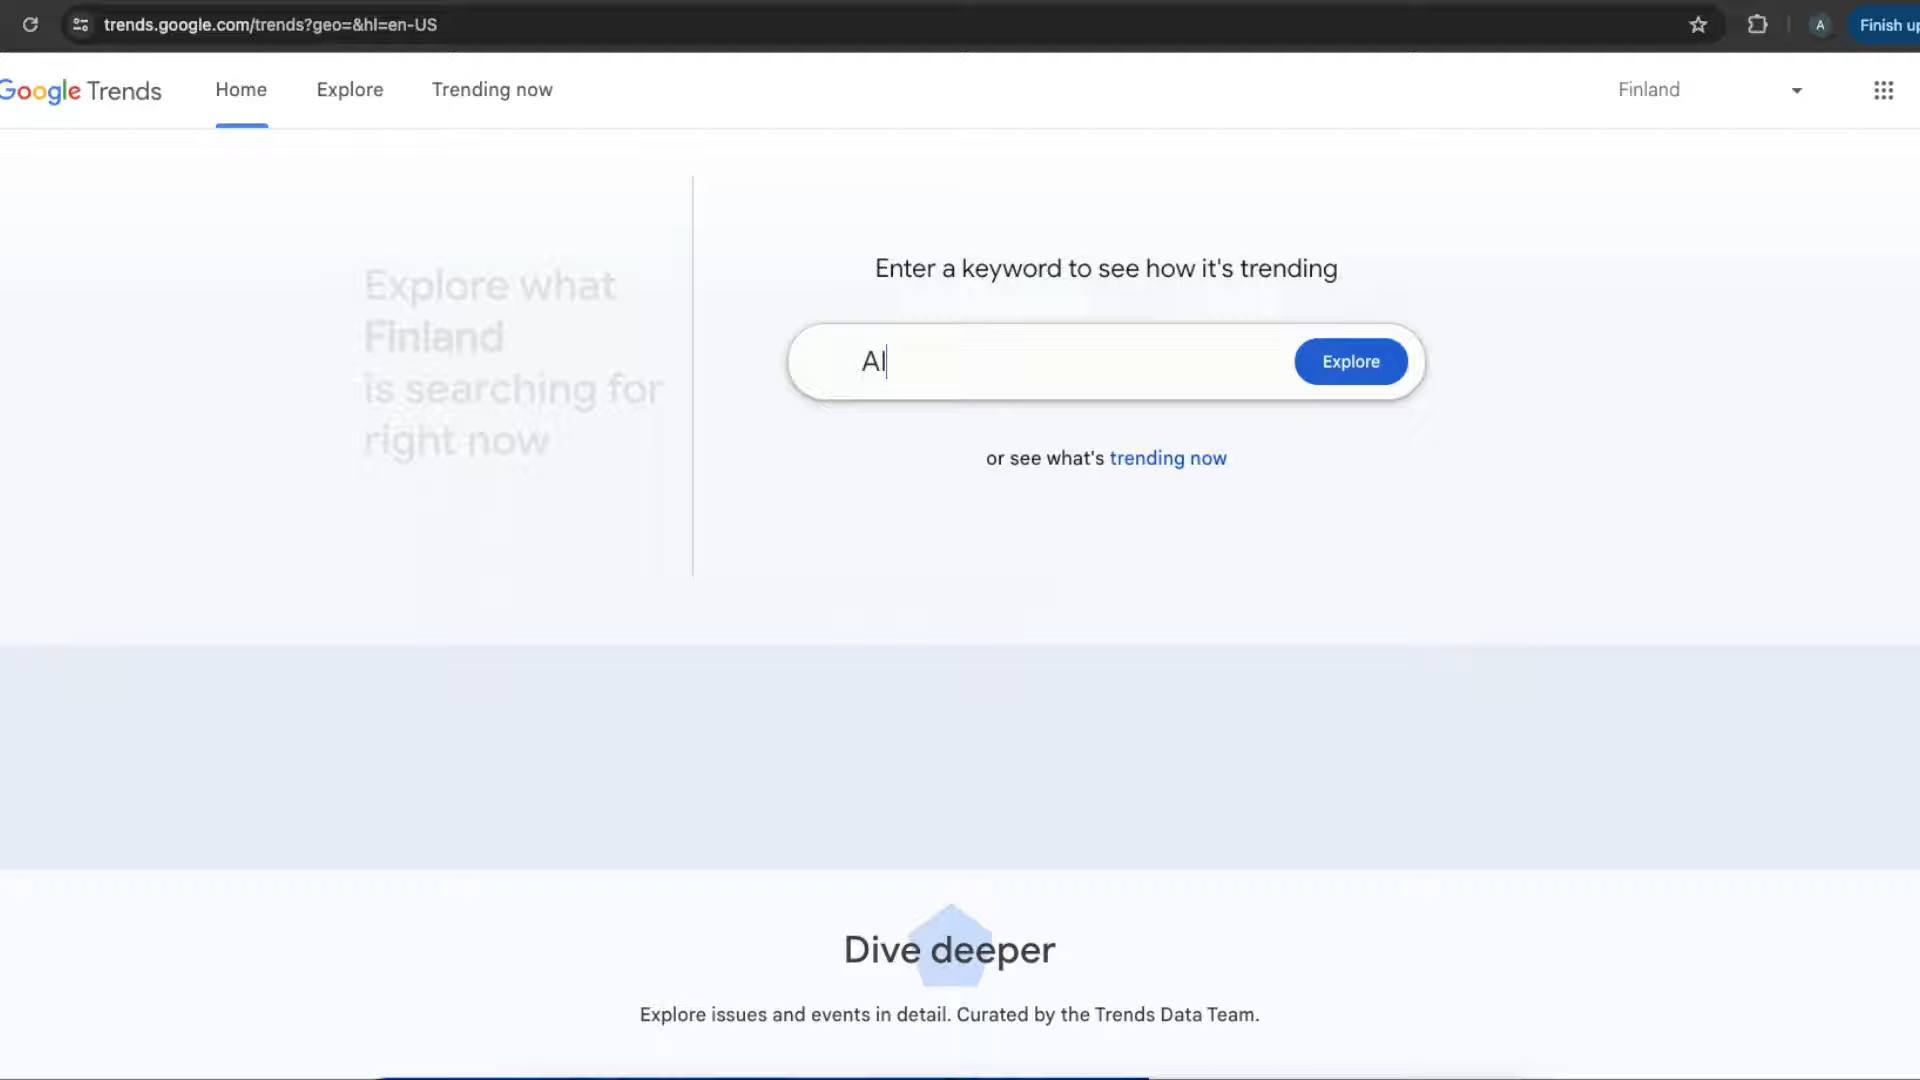 trends.google.com/trends?geo=&hl=en-US
A
Finish up
Google Trends
Home
Explore
Trending now
Finland
Explore what
Finland
is searching for
right now
Enter a keyword to see how it's trending
AI
Explore
or see what's trending now
Dive deeper
Explore issues and events in detail. Curated by the Trends Data Team.